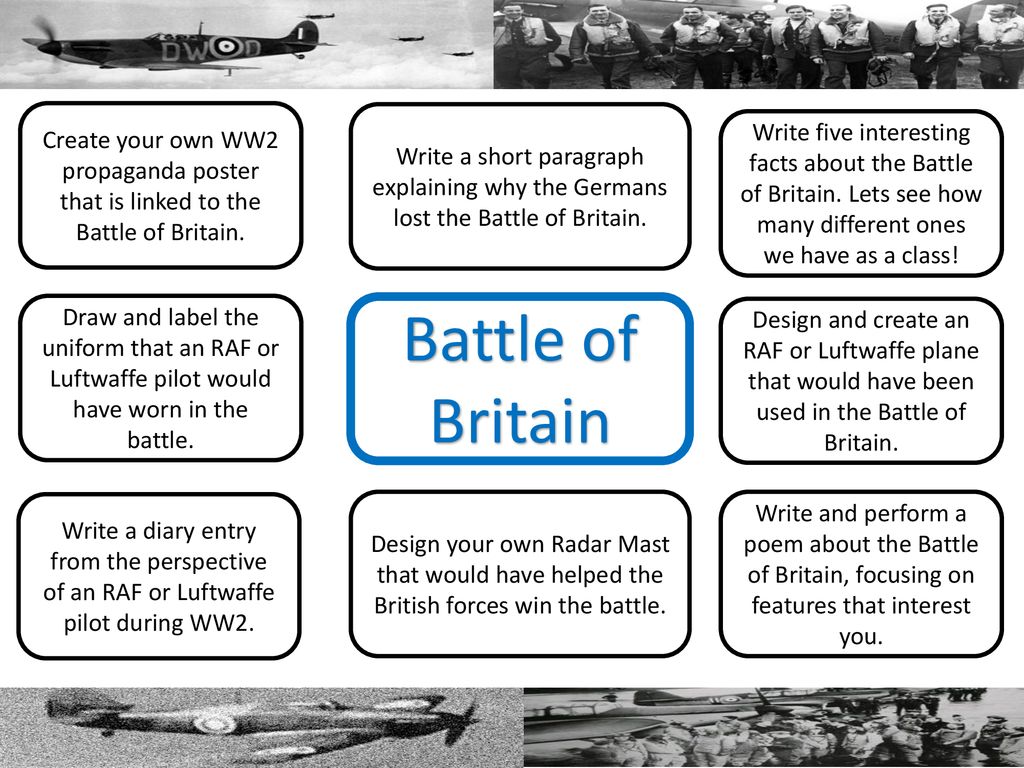 DW D
Create your own WW2
propaganda poster
that is linked to the
Battle of Britain.
Write a short paragraph
explaining why the Germans
lost the Battle of Britain.
Write five interesting
facts about the Battle
of Britain. Lets see how
many different ones
we have as a class!
Draw and label the
uniform that an RAF or
Luftwaffe pilot would
have worn in the
battle.
Battle of
Britain
Design and create an
RAF or Luftwaffe plane
that would have been
used in the Battle of
Britain.
Write a diary entry
from the perspective
of an RAF or Luftwaffe
pilot during WW2.
Design your own Radar Mast
that would have helped the
British forces win the battle.
Write and perform a
poem about the Battle
of Britain, focusing on
features that interest
you.